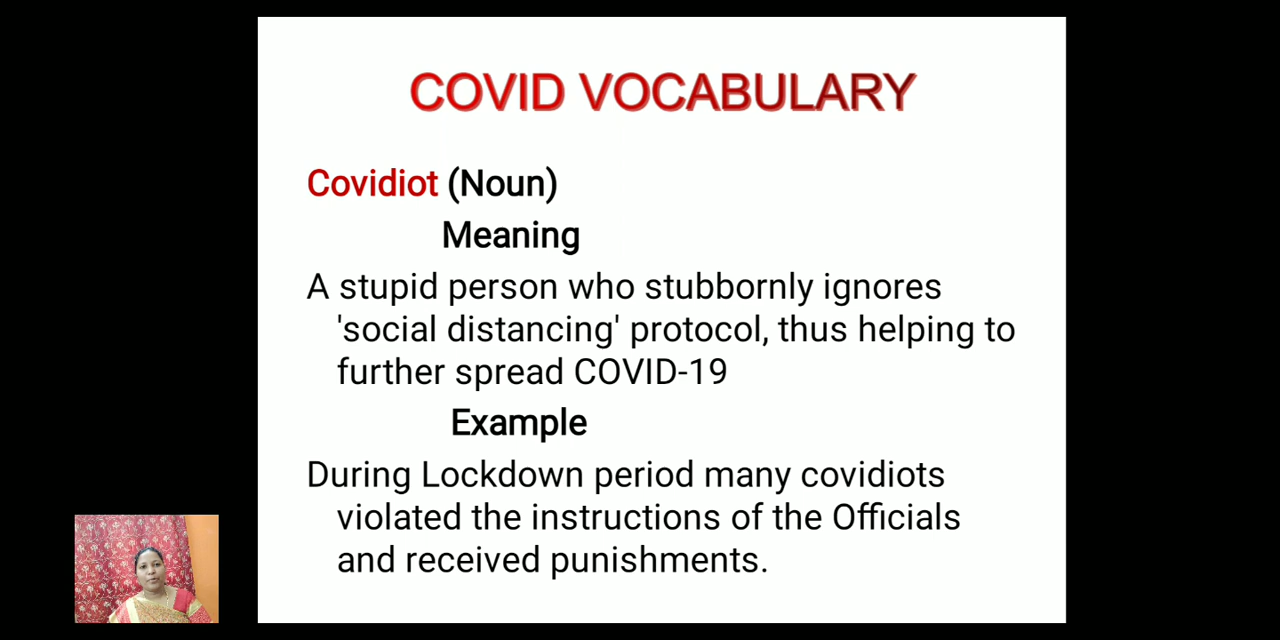 COVID VOCABULARY
Covidiot (Noun)
Meaning
A stupid person who stubbornly ignores
'social distancing' protocol, thus helping to
further spread COVID-19
Example
During Lockdown period many covidiots
violated the instructions of the Officials
and received punishments.